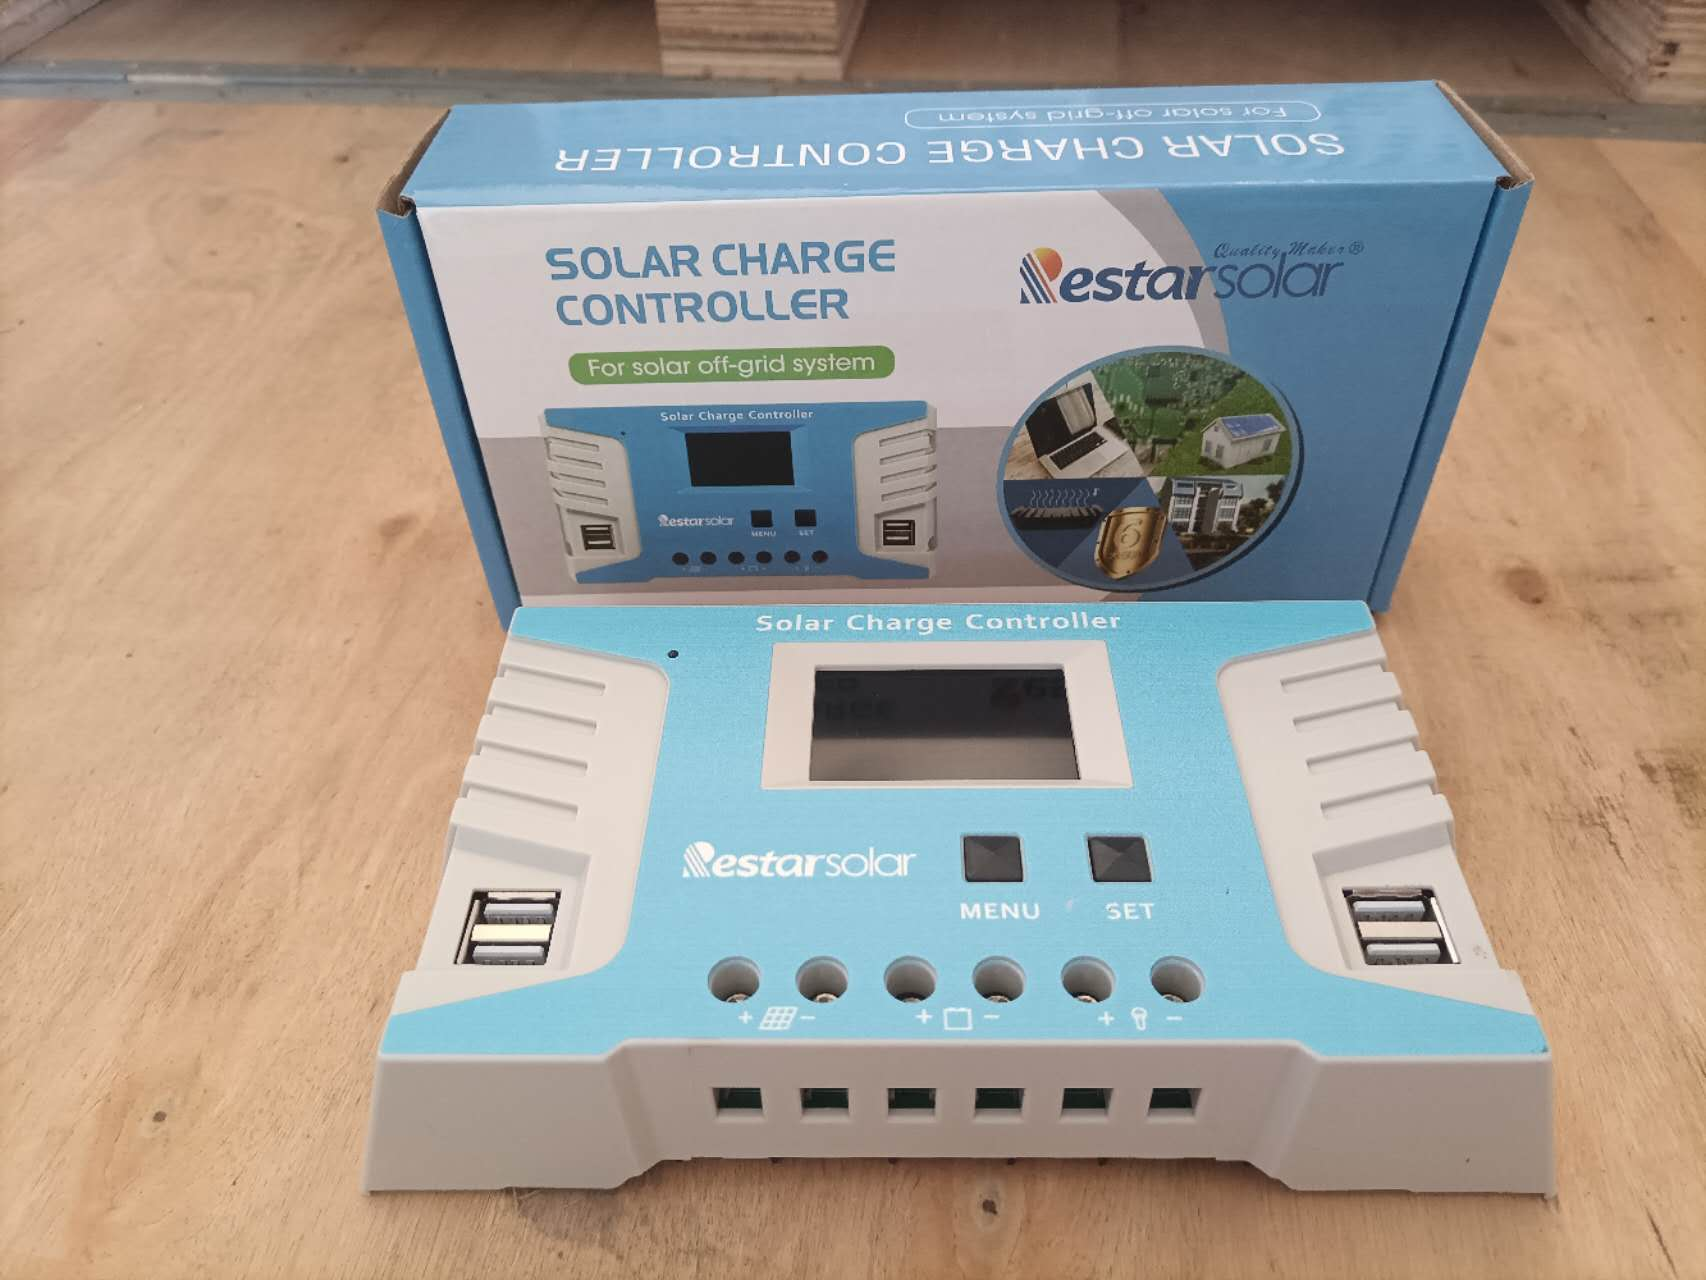 For solar off-grid system
SOLAR CHARGE CONTROLLER
SOLAR CHARGE
CONTROLLER
Quality Maker®
Restarsolar
For solar off-grid system
Solar Charge Controller
Restarsolar
MENU SET
Solar Charge Controller
Restarsolar
MENU SET
+ - + - + -